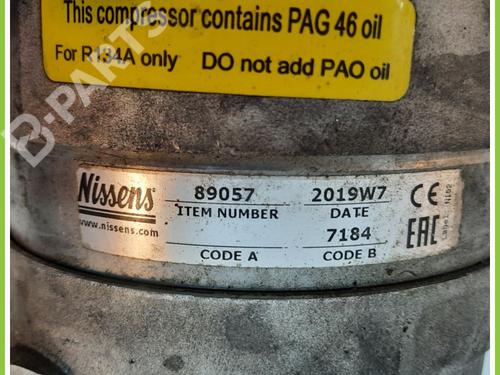 This compressor contains PAG 46 oil
For R134A only DO not add PAO oil
B-PARTS
Nissens
www.nissens.com
89057
ITEM NUMBER
2019W7
DATE
CODE A
7184
CODE B
CE
EAC